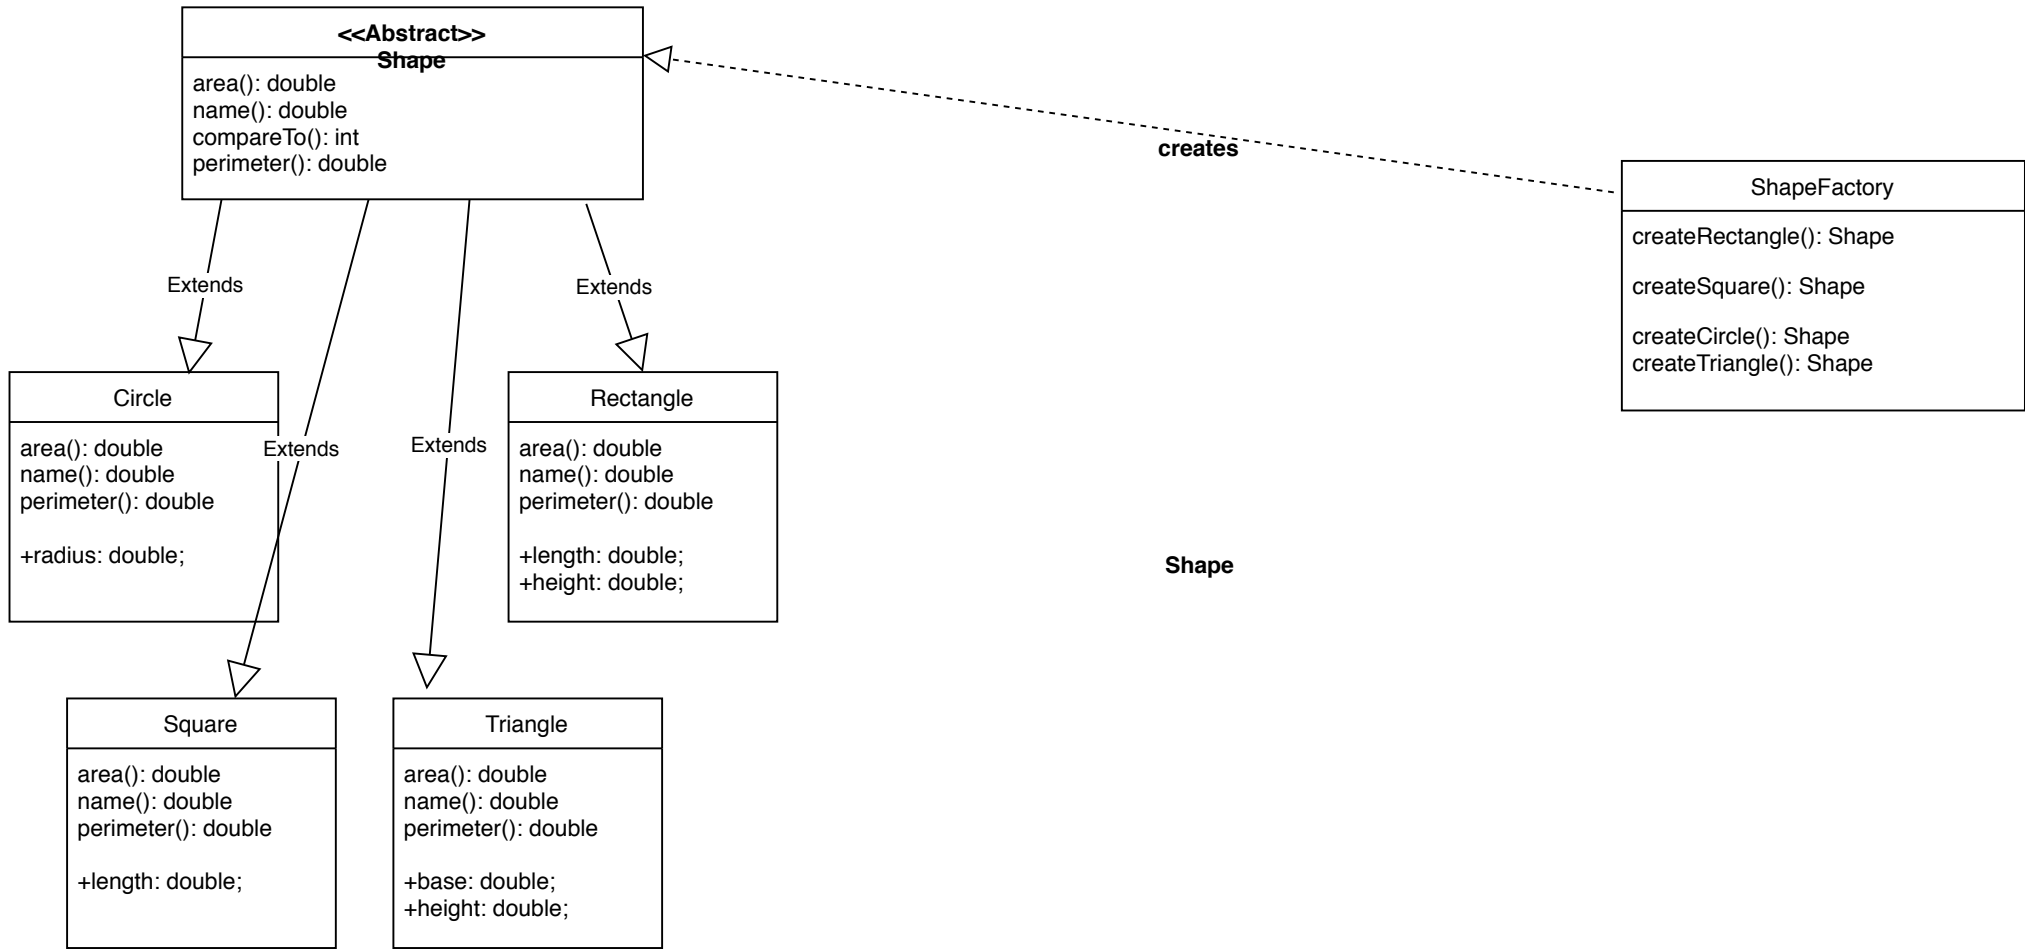 <<Abstract>>
Shape
area(): double
name(): double
compareTo(): int
perimeter(): double
creates
ShapeFactory
createRectangle(): Shape
createSquare(): Shape
createCircle(): Shape
createTriangle(): Shape
Extends
Extends
Extends
Extends
Circle
area(): double
name(): double
perimeter(): double
+radius: double;
Rectangle
area(): double
name(): double
perimeter(): double
+length: double;
+height: double;
Shape
Square
area(): double
name(): double
perimeter(): double
+length: double;
Triangle
area(): double
name(): double
perimeter(): double
+base: double;
+height: double;